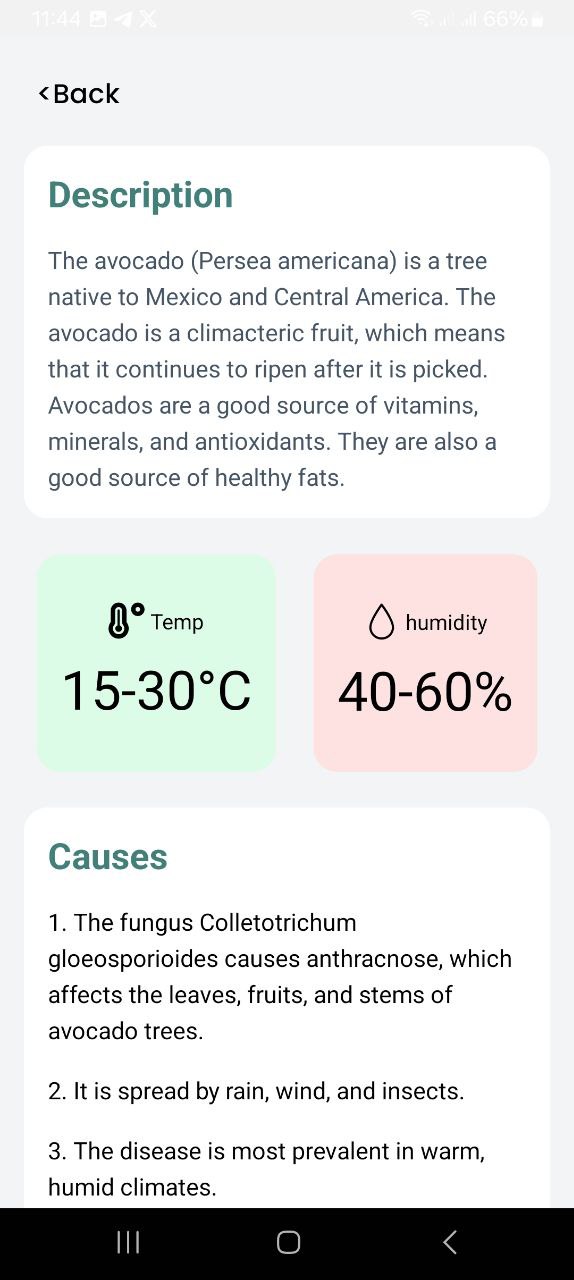 11:44 66%
<Back
Description
The avocado (Persea americana) is a tree
native to Mexico and Central America. The
avocado is a climacteric fruit, which means
that it continues to ripen after it is picked.
Avocados are a good source of vitamins,
minerals, and antioxidants. They are also a
good source of healthy fats.
Temp
15-30°C
humidity
40-60%
Causes
1. The fungus Colletotrichum
gloeosporioides causes anthracnose, which
affects the leaves, fruits, and stems of
avocado trees.
2. It is spread by rain, wind, and insects.
3. The disease is most prevalent in warm,
humid climates.